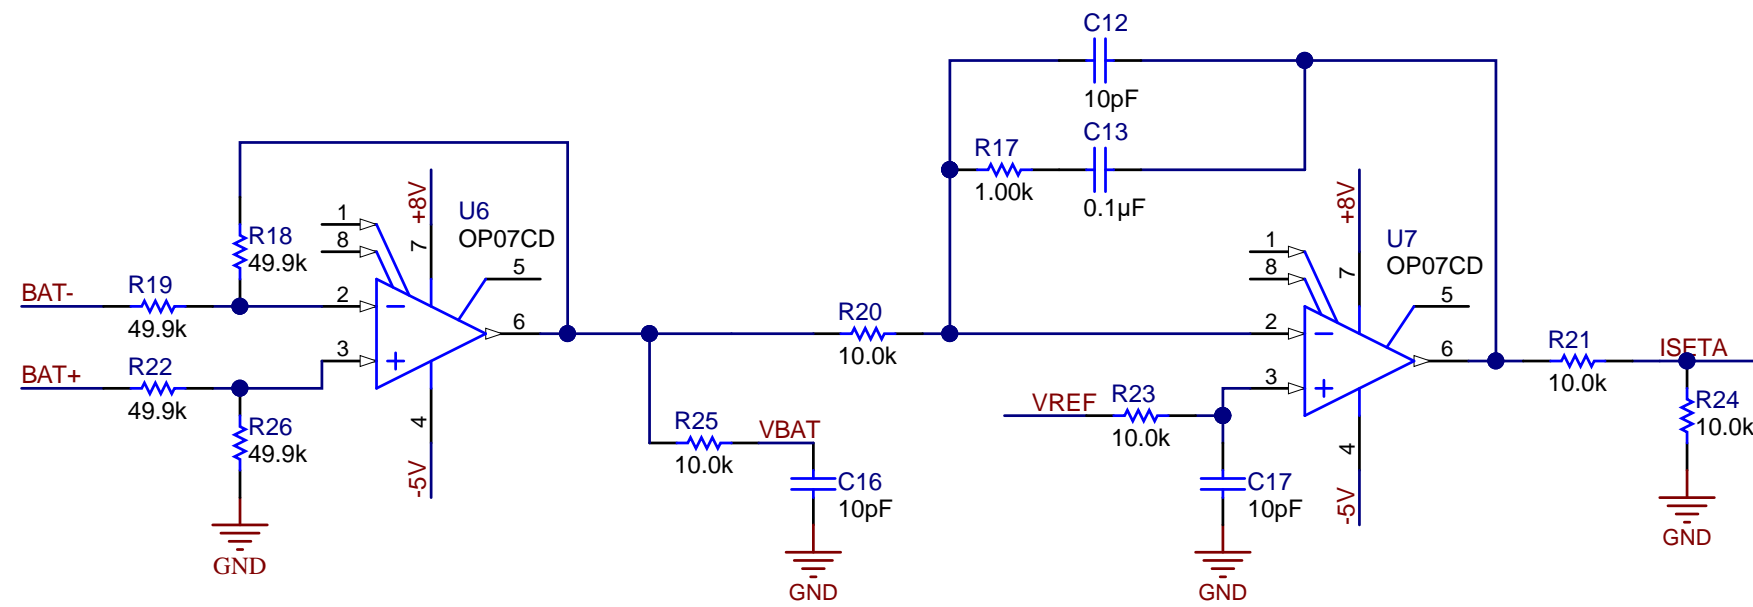 C12
10pF
C13
0.1µF
R17
1.00k
+8V
1
8
7
U6
OP07CD
5
R18
49.9k
BAT-
R19
49.9k
2
6
3
BAT+
R22
49.9k
R26
49.9k
4
-5V
GND
R20
10.0k
R25
10.0k
VBAT
C16
10pF
GND
+8V
1
8
7
U7
OP07CD
5
2
6
3
VREF
R23
10.0k
4
-5V
C17
10pF
GND
R21
10.0k
ISETA
R24
10.0k
GND